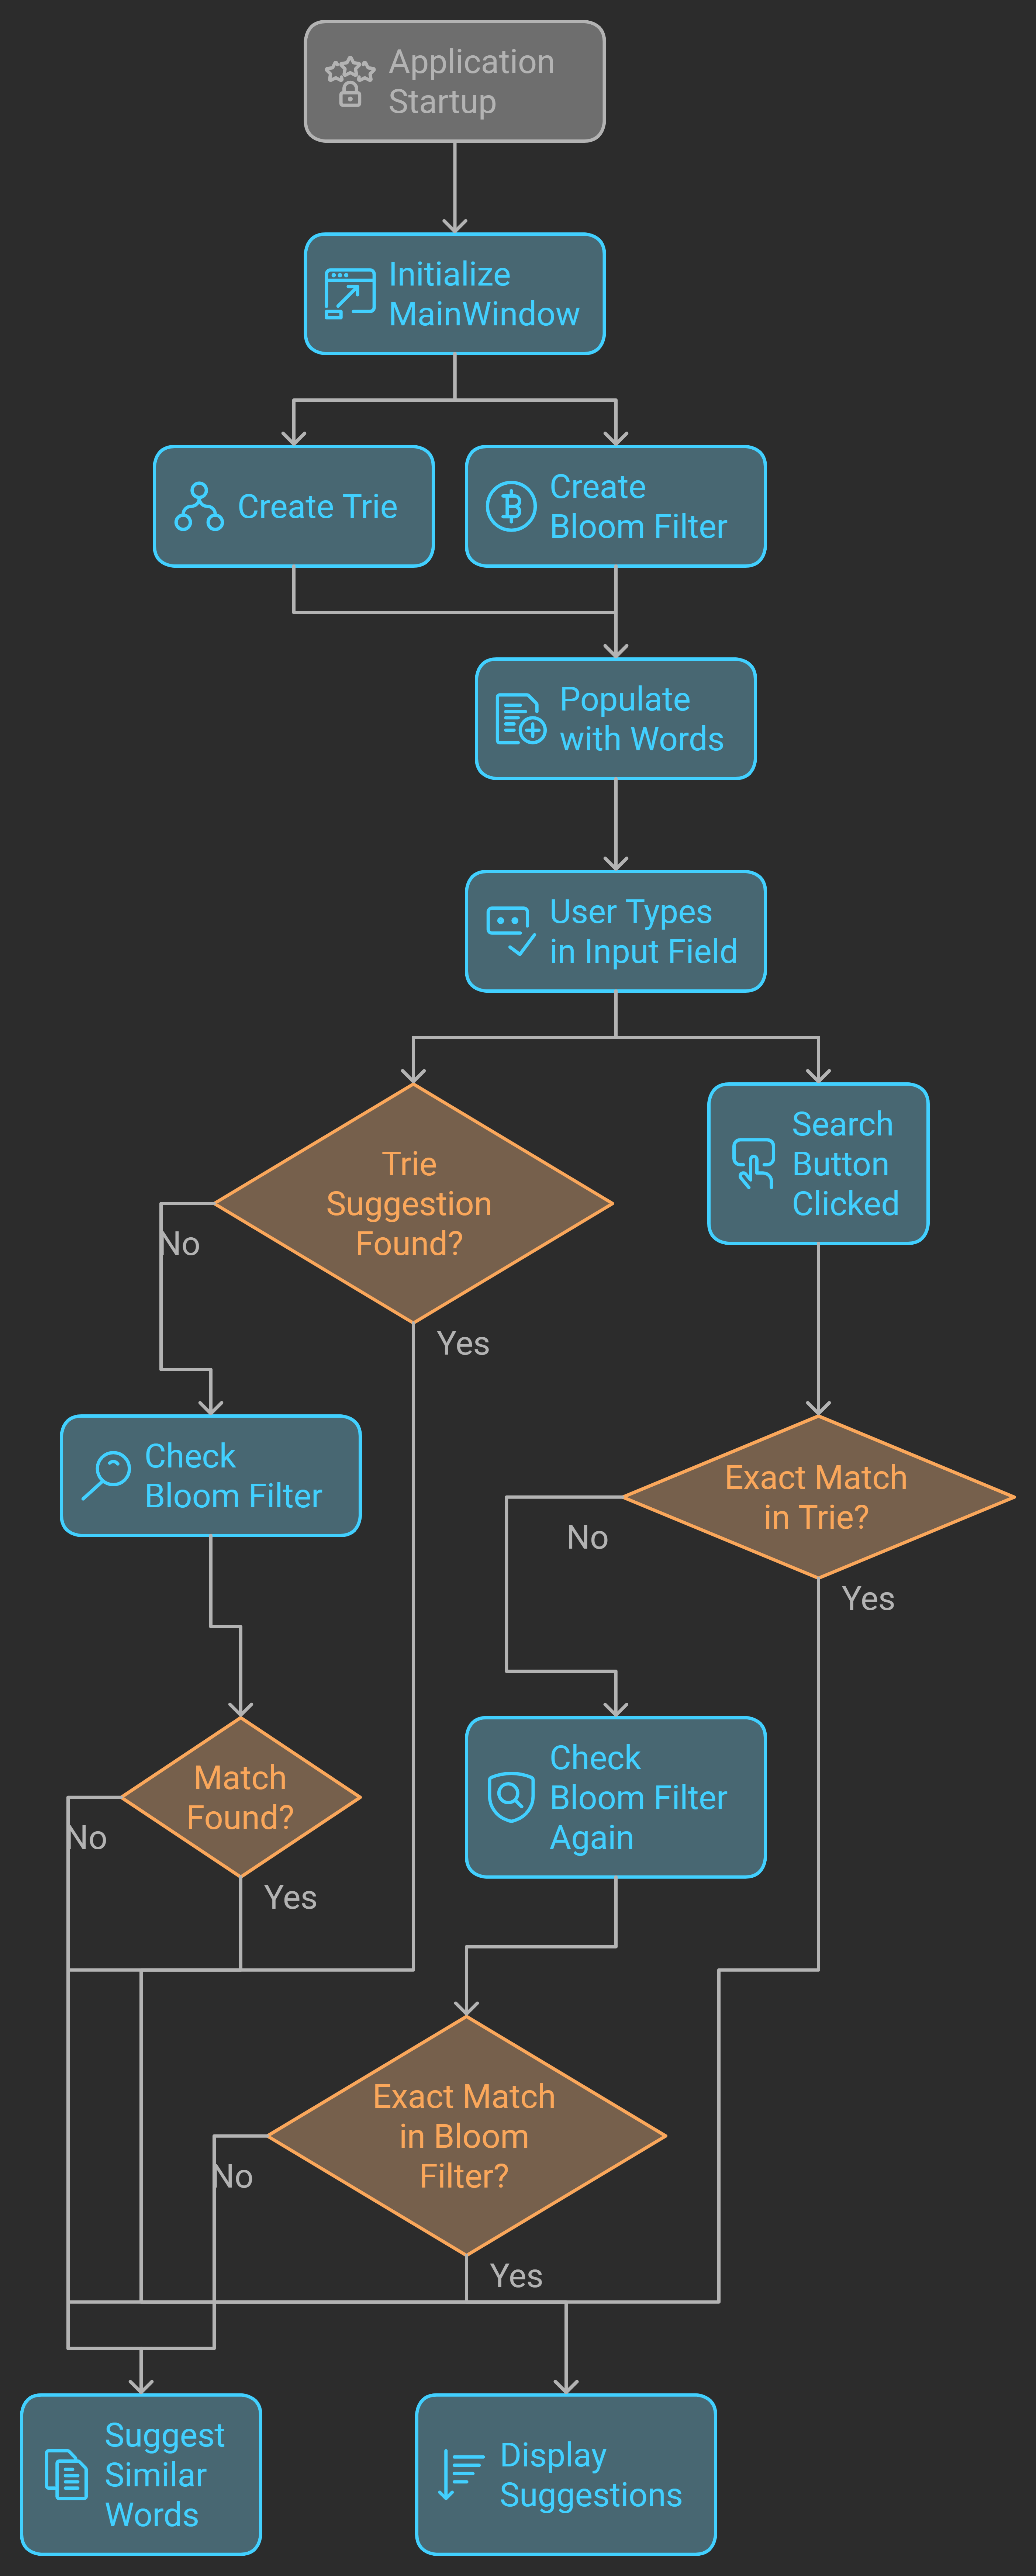 Application
Startup
Initialize
MainWindow
Create Trie
Create
Bloom Filter
Populate
with Words
User Types
in Input Field
Trie
Suggestion
Found?
Search
Button
Clicked
No
Yes
Check
Bloom Filter
Exact Match
in Trie?
No
Yes
Match
Found?
Check
Bloom Filter
Again
No
Yes
Exact Match
in Bloom
Filter?
No
Yes
Suggest
Similar
Words
Display
Suggestions